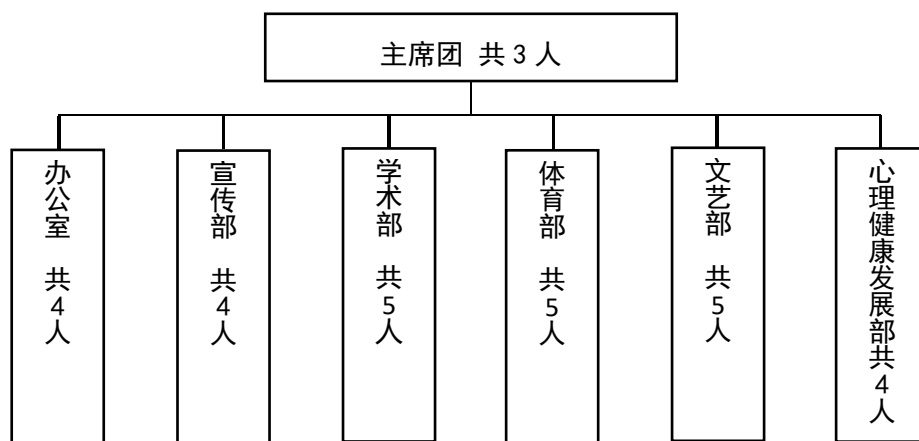 主席团 共3人
办公室 共4人
宣传部 共4人
学术部 共5人
体育部 共5人
文艺部 共5人
心理健康发展部共4人